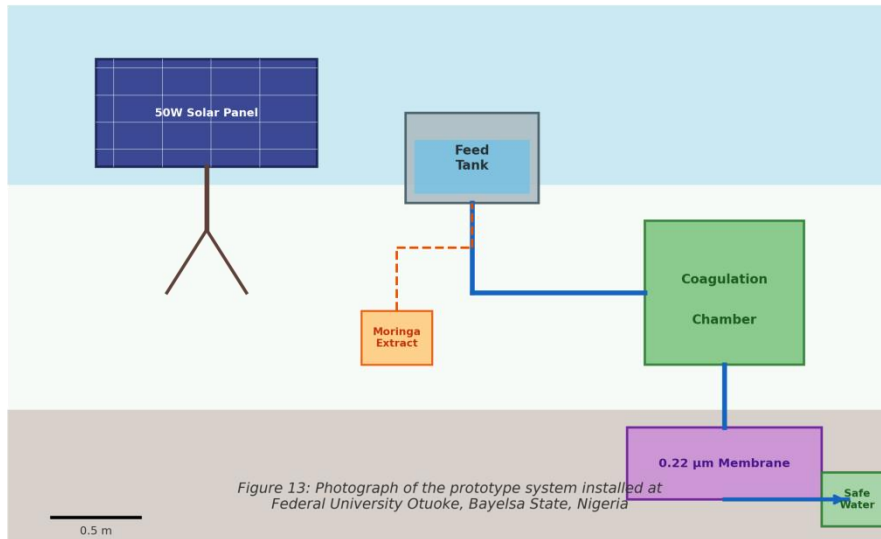 50W Solar Panel
Feed
Tank
Coagulation
Chamber
Moringa
Extract
0.22 μm Membrane
Safe
Water
Figure 13: Photograph of the prototype system installed at
Federal University Otuoke, Bayelsa State, Nigeria
0.5 m